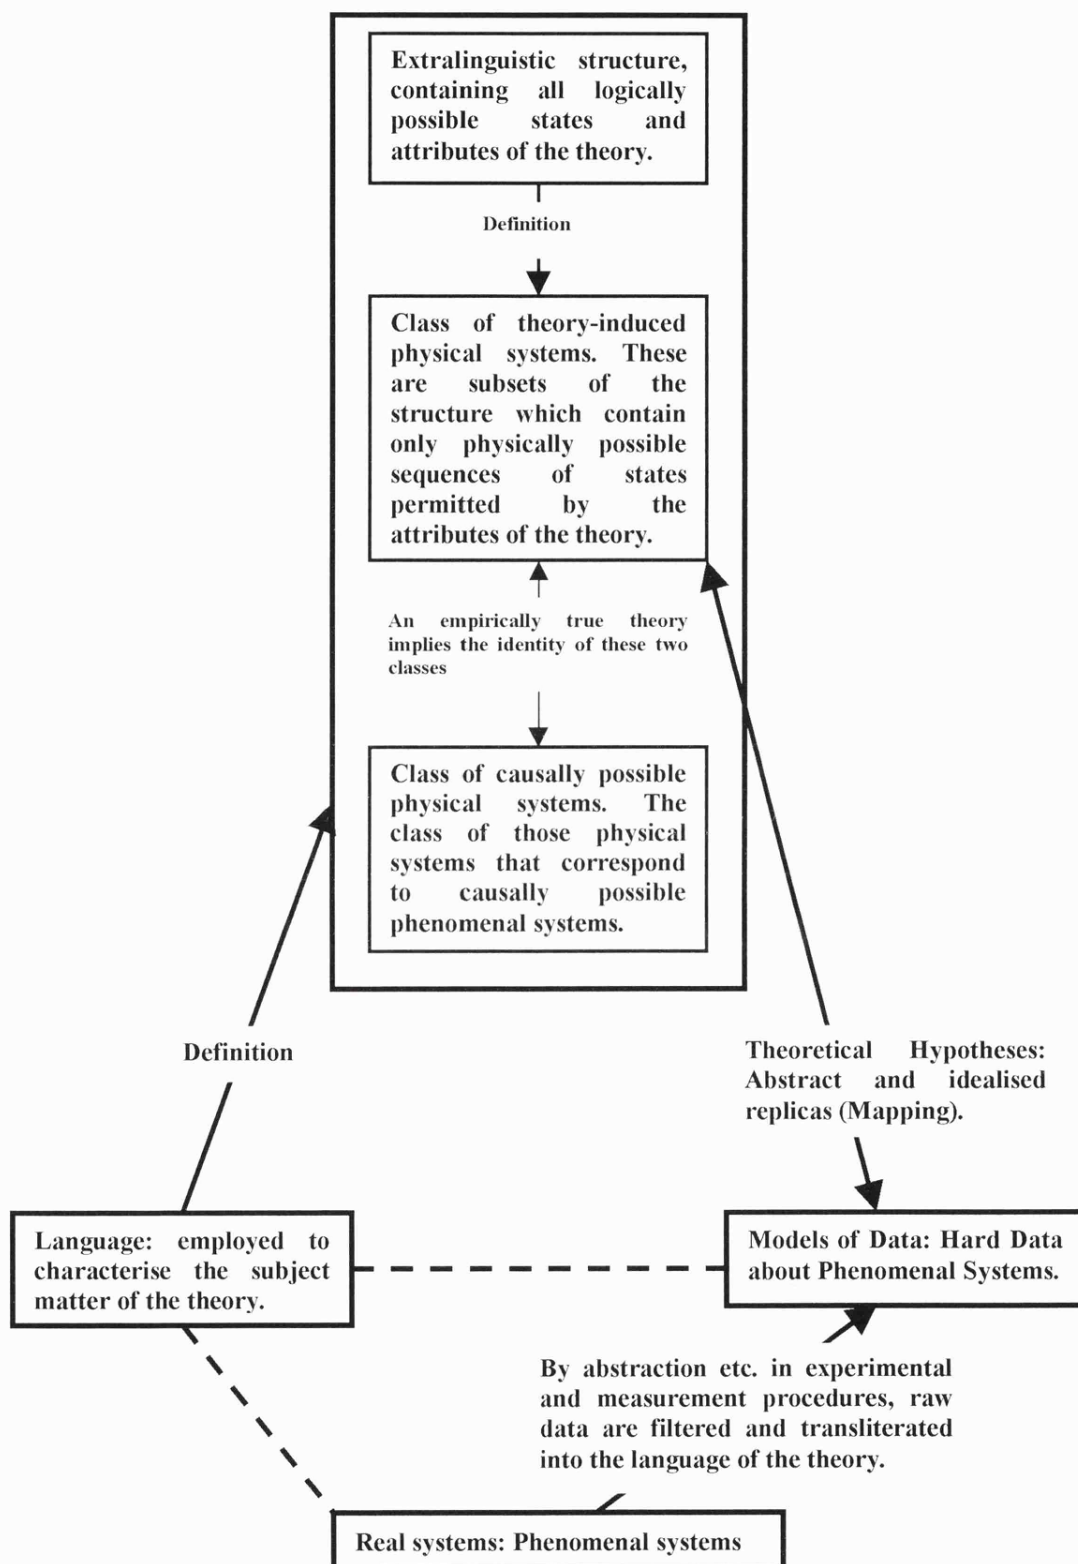 Extralinguistic structure,
containing all logically
possible states and
attributes of the theory.
Definition
Class of theory-induced
physical systems. These
are subsets of the
structure which contain
only physically possible
sequences of states
permitted by the
attributes of the theory.
An empirically true theory
implies the identity of these two
classes
Class of causally possible
physical systems. The
class of those physical
systems that correspond
to causally possible
phenomenal systems.
Definition
Theoretical Hypotheses:
Abstract and idealised
replicas (Mapping).
Language: employed to
characterise the subject
matter of the theory.
Models of Data: Hard Data
about Phenomenal Systems.
By abstraction etc. in experimental
and measurement procedures, raw
data are filtered and transliterated
into the language of the theory.
Real systems: Phenomenal systems